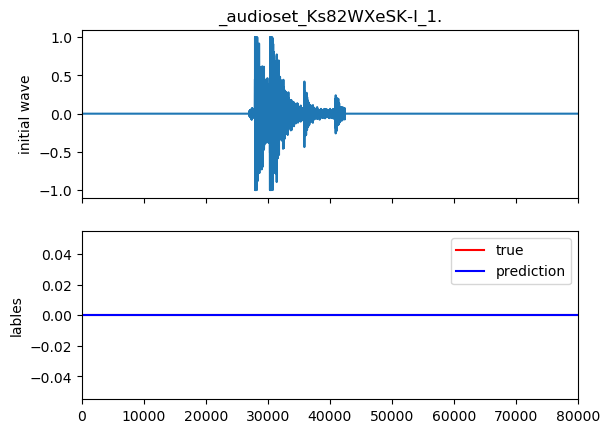 _audioset_Ks82WXeSK-I_1.
1.0
0.5
0.0
−0.5
−1.0
initial wave
0.04
0.02
0.00
−0.02
−0.04
lables
true
prediction
0 10000 20000 30000 40000 50000 60000 70000 80000